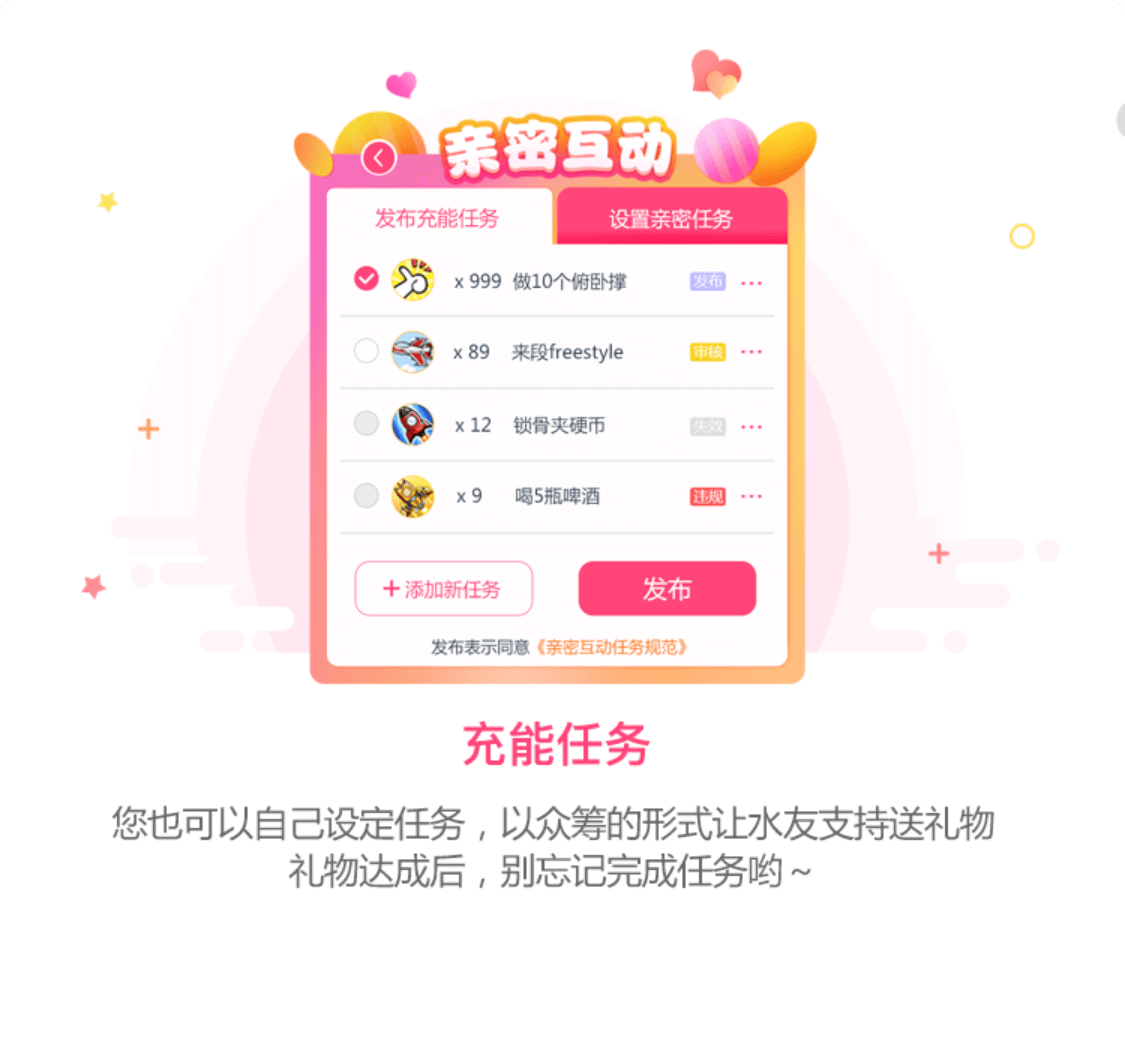 亲密互动
发布充能任务 设置亲密任务
x 999 做10个俯卧撑 发布 ...
x 89 来段freestyle 审核 ...
x 12 锁骨夹硬币 失效 ...
x 9 喝5瓶啤酒 违规 ...
+添加新任务 发布
发布表示同意《亲密互动任务规范》
充能任务
您也可以自己设定任务，以众筹的形式让水友支持送礼物
礼物达成后，别忘记完成任务哟~